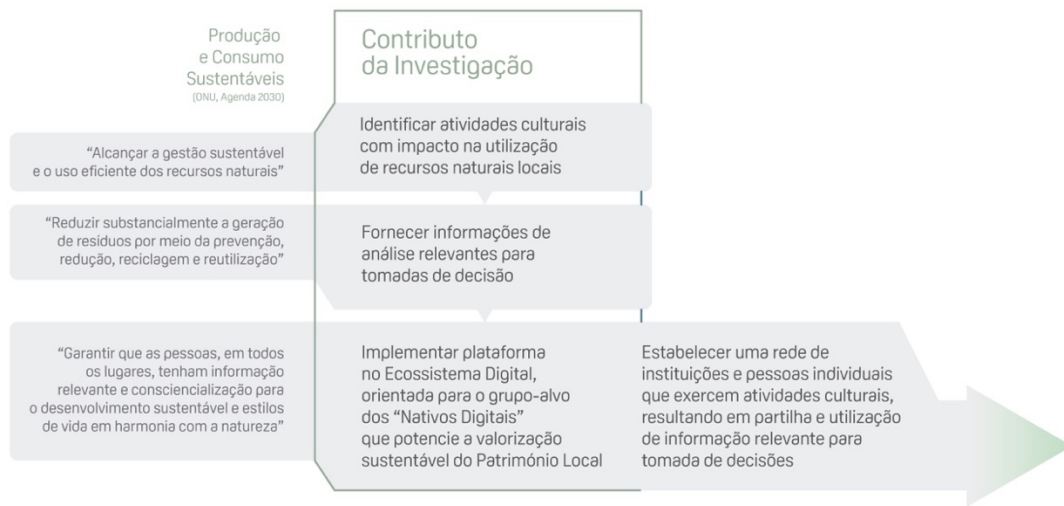 Produção
e Consumo
Sustentáveis
(ONU, Agenda 2030)
Contributo
da Investigação
“Alcançar a gestão sustentável
e o uso eficiente dos recursos naturais”
Identificar atividades culturais
com impacto na utilização
de recursos naturais locais
“Reduzir substancialmente a geração
de resíduos por meio da prevenção,
redução, reciclagem e reutilização”
Fornecer informações de
análise relevantes para
tomadas de decisão
“Garantir que as pessoas, em todos
os lugares, tenham informação
relevante e consciencialização para
o desenvolvimento sustentável e estilos
de vida em harmonia com a natureza”
Implementar plataforma
no Ecossistema Digital,
orientada para o grupo-alvo
dos “Nativos Digitais”
que potencie a valorização
sustentável do Património Local
Estabelecer uma rede de
instituições e pessoas individuais
que exercem atividades culturais,
resultando em partilha e utilização
de informação relevante para
tomada de decisões